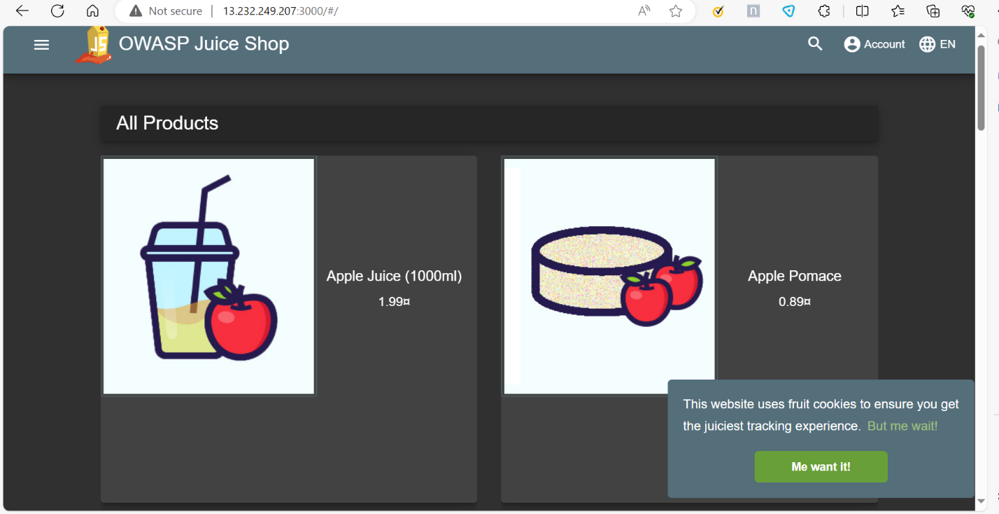 Not secure | 13.232.249.207:3000/#/
OWASP Juice Shop
Account
EN
All Products
Apple Juice (1000ml)
1.99¤
Apple Pomace
0.89¤
This website uses fruit cookies to ensure you get
the juiciest tracking experience. But me wait!
Me want it!